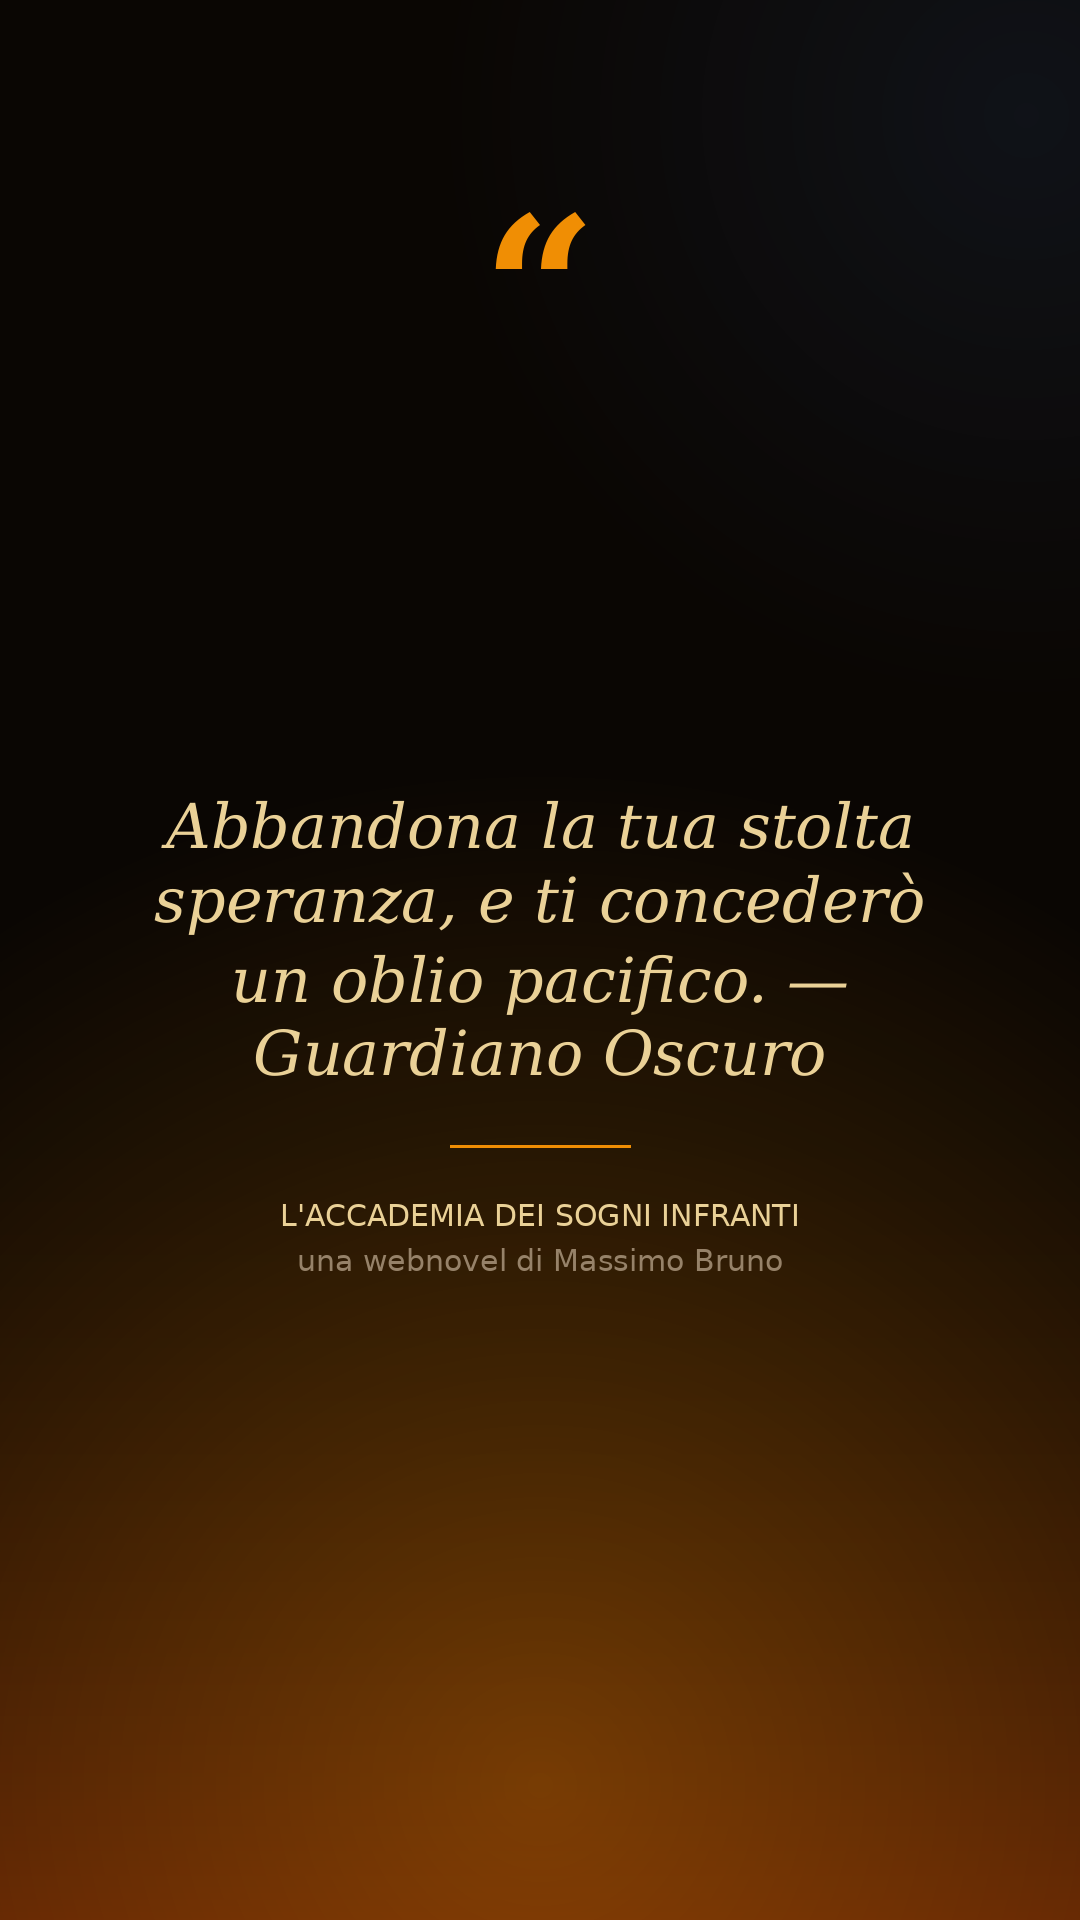 “
Abbandona la tua stolta
speranza, e ti concederò
un oblio pacifico. —
Guardiano Oscuro
L'ACCADEMIA DEI SOGNI INFRANTI
una webnovel di Massimo Bruno